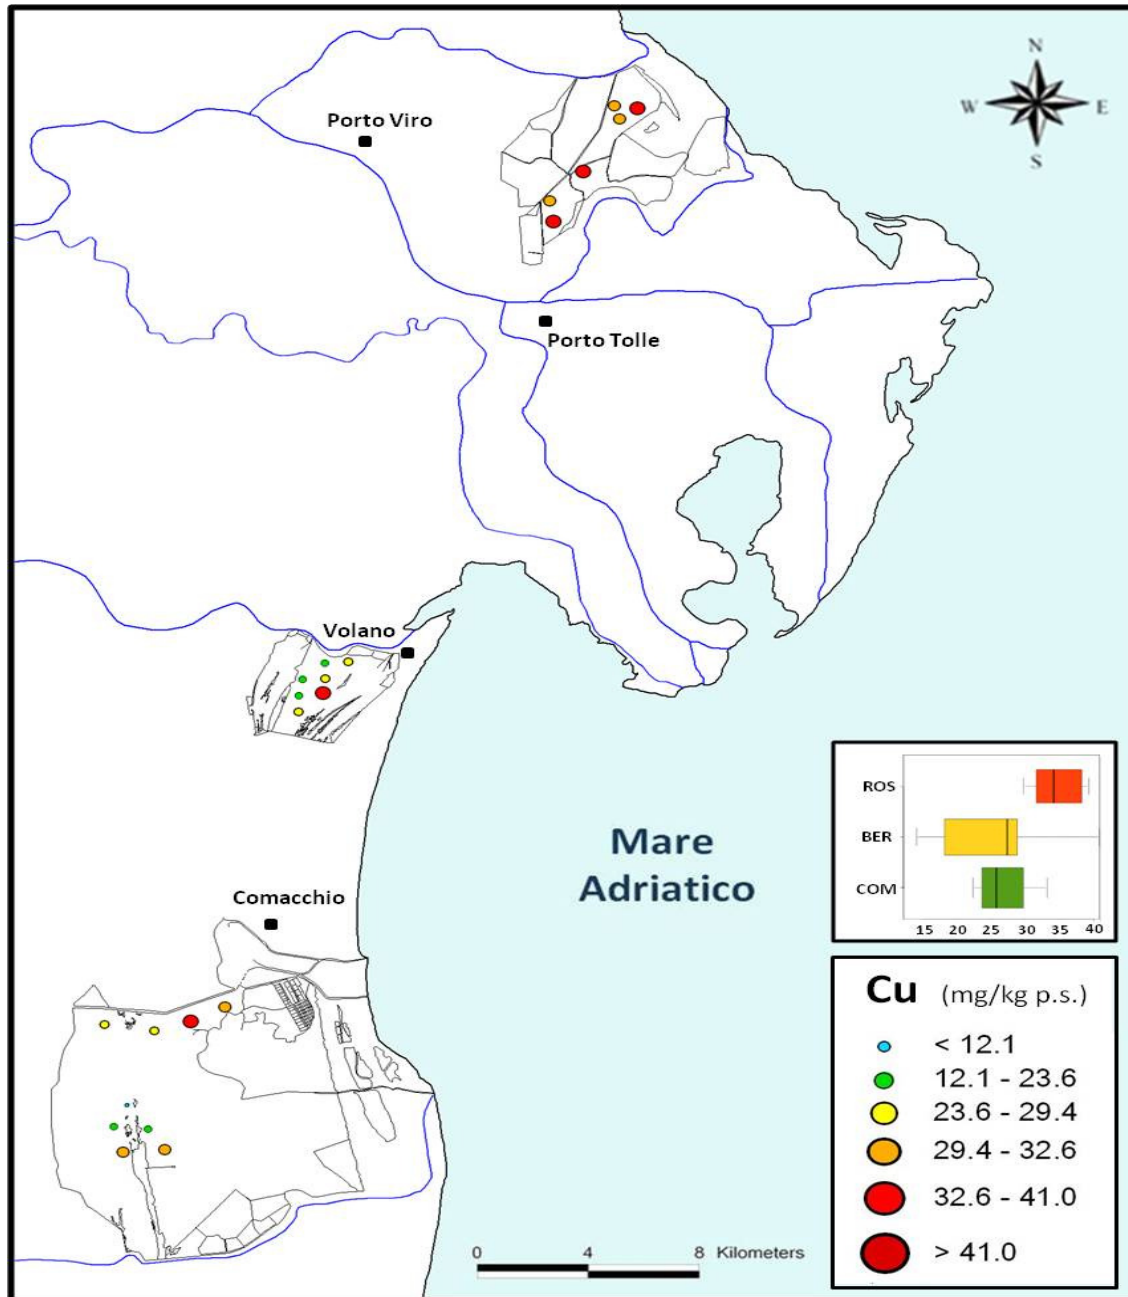 N
W E
S
Porto Viro
Porto Tolle
Volano
Comacchio
Mare
Adriatico
ROS
BER
COM
15 20 25 30 35 40
Cu (mg/kg p.s.)
< 12.1
12.1 - 23.6
23.6 - 29.4
29.4 - 32.6
32.6 - 41.0
> 41.0
0 4 8 Kilometers